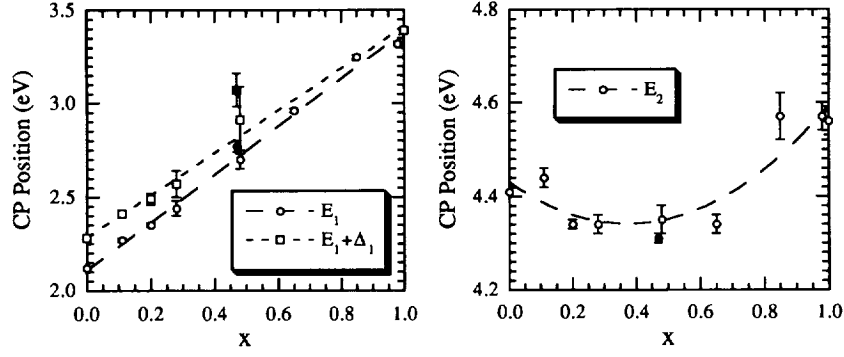 3.5
3.0
2.5
2.0
CP Position (eV)
0.0 0.2 0.4 0.6 0.8 1.0
x
E₁
E₁+Δ₁
4.8
4.6
4.4
4.2
CP Position (eV)
0.0 0.2 0.4 0.6 0.8 1.0
x
E₂